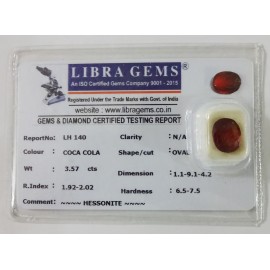 LIBRA GEMS®
An ISO Certified Gems Company 9001 - 2015
Registered Under the Trade Mark with Govt. of India
website : www.libragems.co.in
GEMS & DIAMOND CERTIFIED TESTING REPORT
ReportNo: LH 140 Clarity N/A
Colour COCA COLA Shape/cut OVAL
Wt 3.57 cts Dimension 1.1-9.1-4.2
R.Index 1.92-2.02 Hardness 6.5-7.5
Comment ~~~~ HESSONITE ~~~~